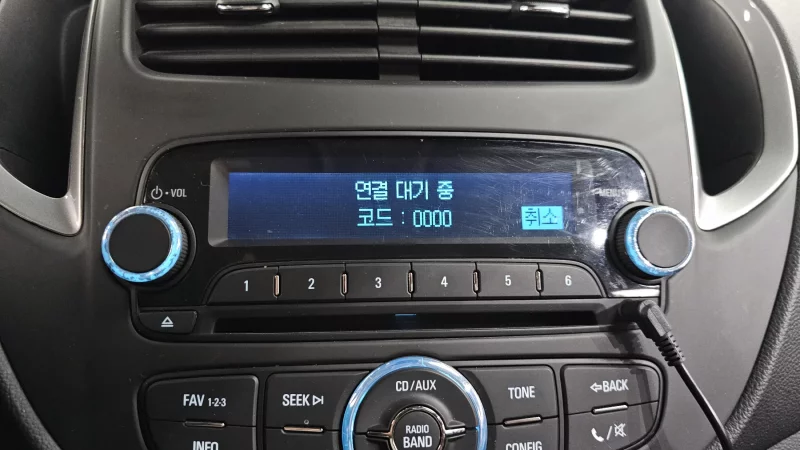 연결 대기 중
코드 : 0000
취소
VOL
MENU
1 2 3 4 5 6
FAV 1-2-3
SEEK
CD/AUX
TONE
BACK
INFO
RADIO
BAND
CONFIG